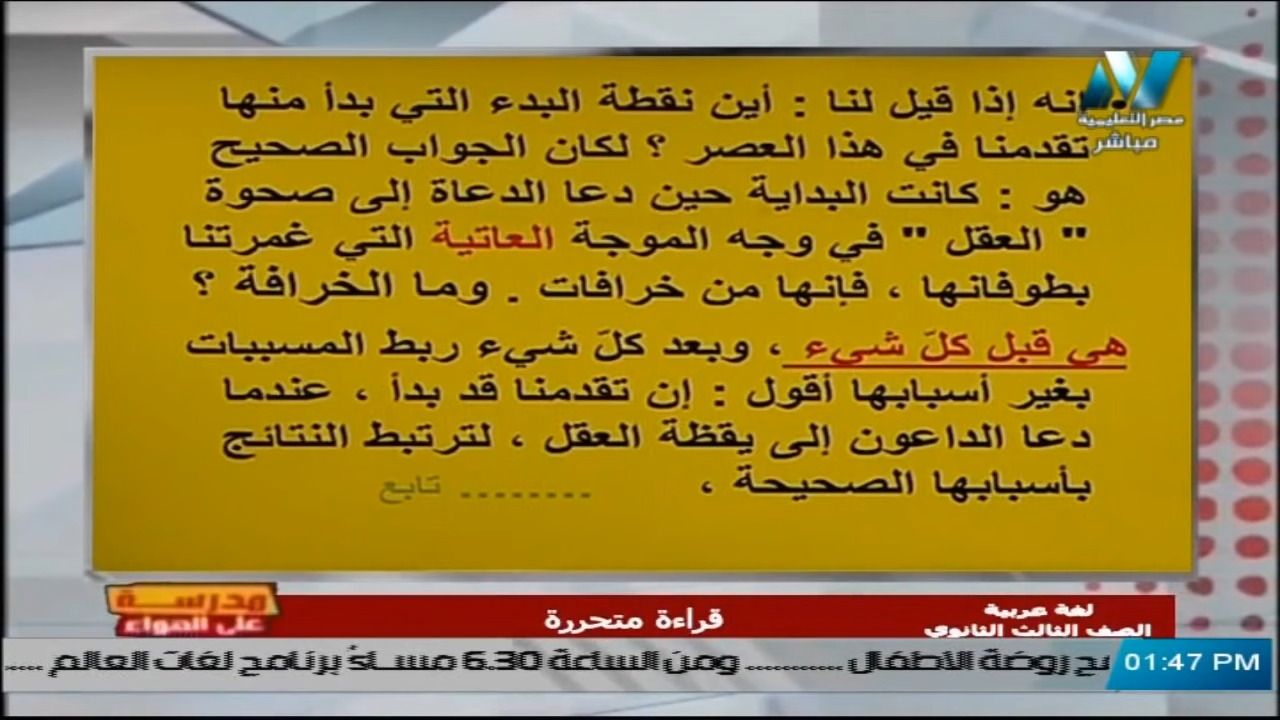 إنه إذا قيل لنا : أين نقطة البدء التي بدأ منها
تقدمنا في هذا العصر ؟ لكان الجواب الصحيح
هو : كانت البداية حين دعا الدعاة إلى صحوة
" العقل " في وجه الموجة العاتية التي غمرتنا
بطوفانها ، فإنها من خرافات . وما الخرافة ؟
هي قبل كلّ شيء ، وبعد كلّ شيء ربط المسببات
بغير أسبابها أقول : إن تقدمنا قد بدأ ، عندما
دعا الداعون إلى يقظة العقل ، لترتبط النتائج
بأسبابها الصحيحة ، ........ تابع
مصر التعليمية
مباشر
مدرسة
على الهواء
قراءة متحررة
لغة عربية
الصف الثالث الثانوي
روضة الاطفال .......... ومن الساعة 6.30 مساءً برنامج لغات العالم .....
01:47 PM